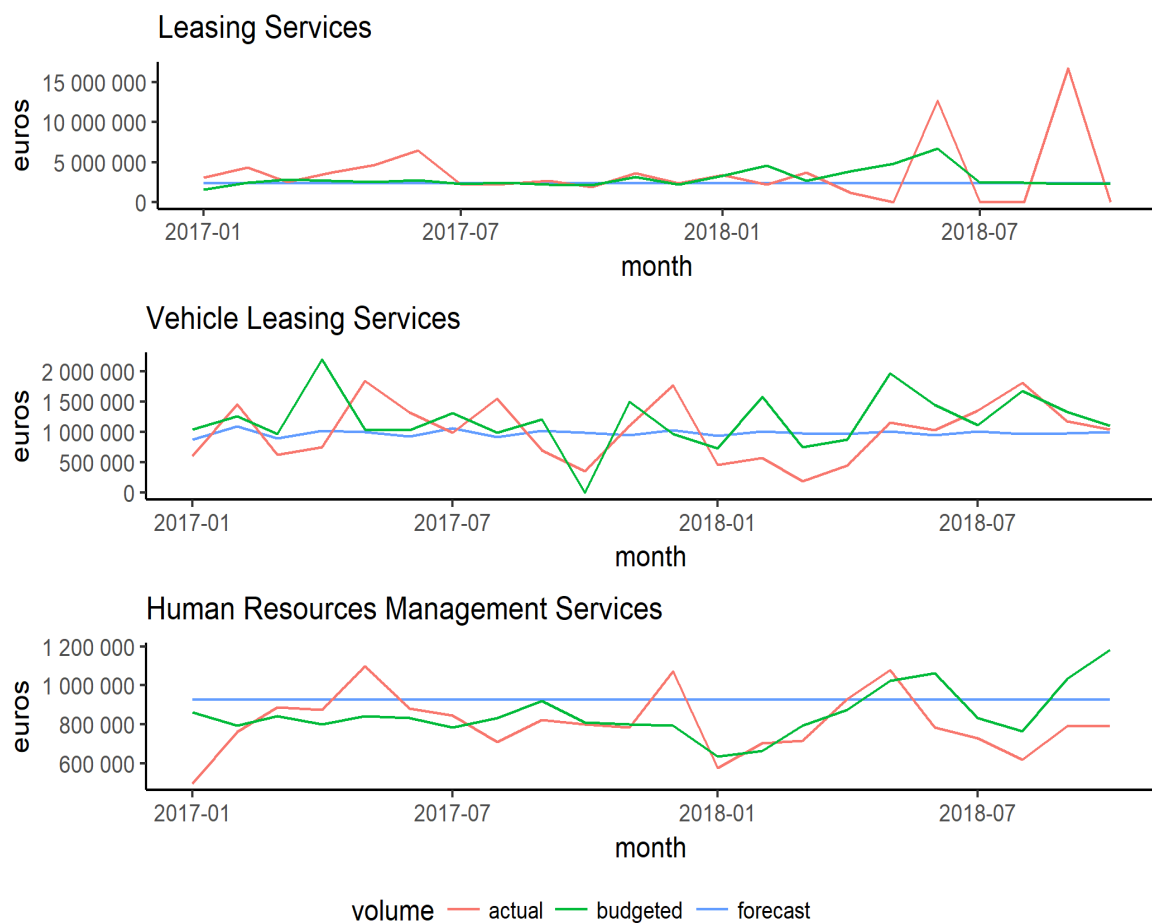 Leasing Services
euros
15 000 000
10 000 000
5 000 000
0
2017-01 2017-07 2018-01 2018-07
month
Vehicle Leasing Services
euros
2 000 000
1 500 000
1 000 000
500 000
0
2017-01 2017-07 2018-01 2018-07
month
Human Resources Management Services
euros
1 200 000
1 000 000
800 000
600 000
2017-01 2017-07 2018-01 2018-07
month
volume actual budgeted forecast